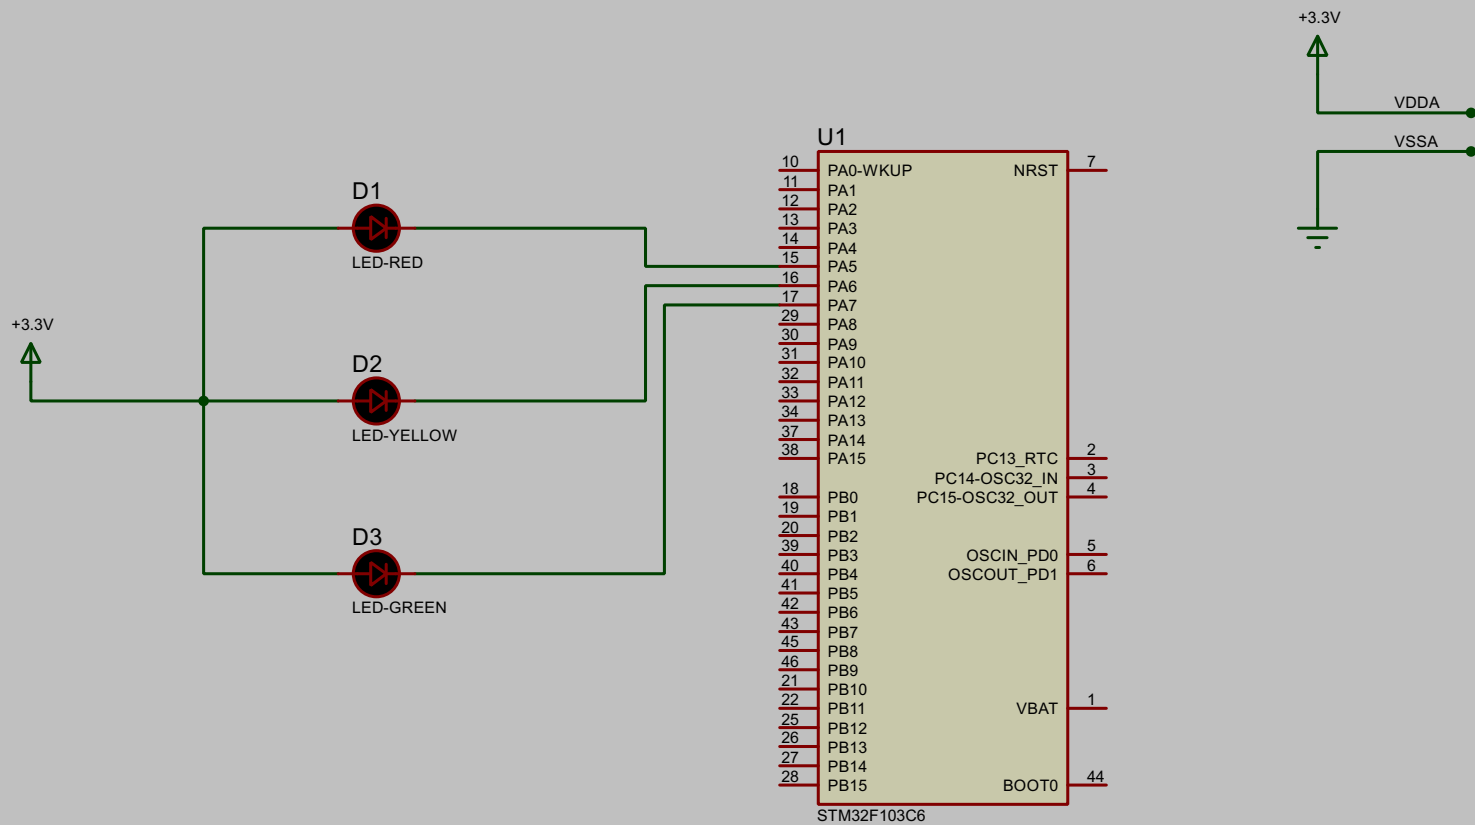 +3.3V
VDDA
VSSA
U1
10 PA0-WKUP NRST 7
11 PA1
12 PA2
13 PA3
14 PA4
15 PA5
16 PA6
17 PA7
29 PA8
30 PA9
31 PA10
32 PA11
33 PA12
34 PA13
37 PA14
38 PA15 PC13_RTC 2
PC14-OSC32_IN 3
18 PB0 PC15-OSC32_OUT 4
19 PB1
20 PB2
39 PB3 OSCIN_PD0 5
40 PB4 OSCOUT_PD1 6
41 PB5
42 PB6
43 PB7
45 PB8
46 PB9
21 PB10
22 PB11 VBAT 1
25 PB12
26 PB13
27 PB14
28 PB15 BOOT0 44
STM32F103C6
D1
LED-RED
+3.3V
D2
LED-YELLOW
D3
LED-GREEN